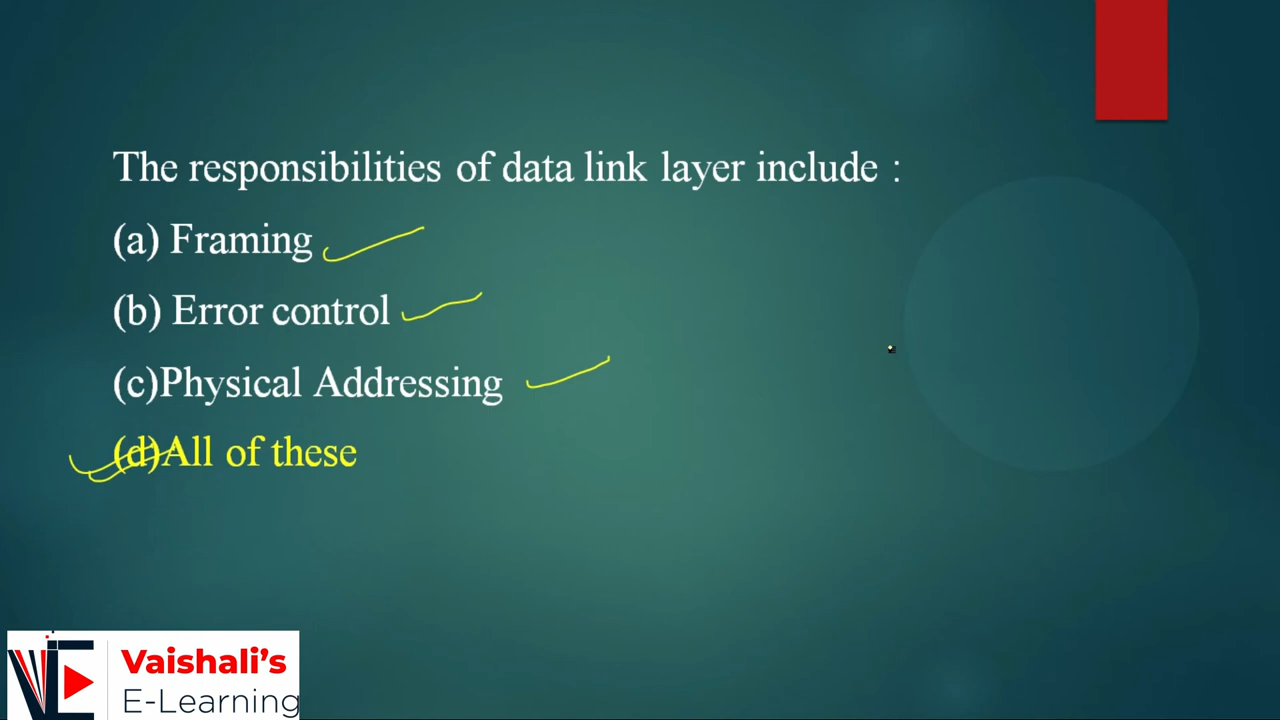 The responsibilities of data link layer include :
(a) Framing
(b) Error control
(c)Physical Addressing
(d)All of these
Vaishali's
E-Learning